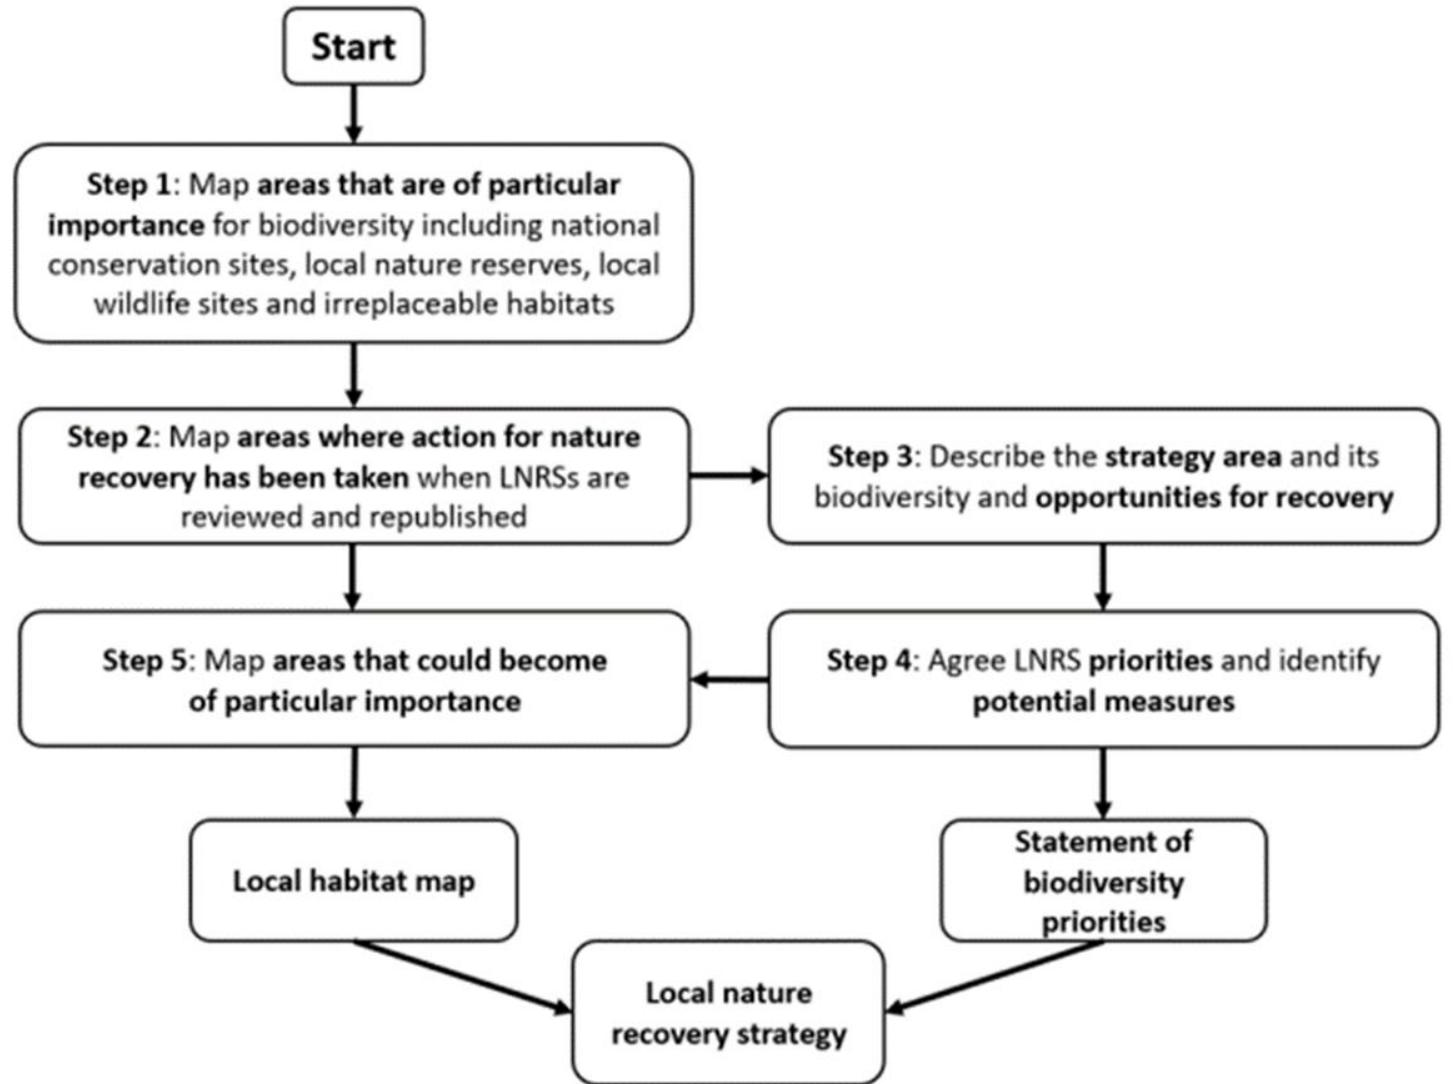 Start
Step 1: Map areas that are of particular
importance for biodiversity including national
conservation sites, local nature reserves, local
wildlife sites and irreplaceable habitats
Step 2: Map areas where action for nature
recovery has been taken when LNRSs are
reviewed and republished
Step 3: Describe the strategy area and its
biodiversity and opportunities for recovery
Step 4: Agree LNRS priorities and identify
potential measures
Step 5: Map areas that could become
of particular importance
Local habitat map
Statement of
biodiversity
priorities
Local nature
recovery strategy